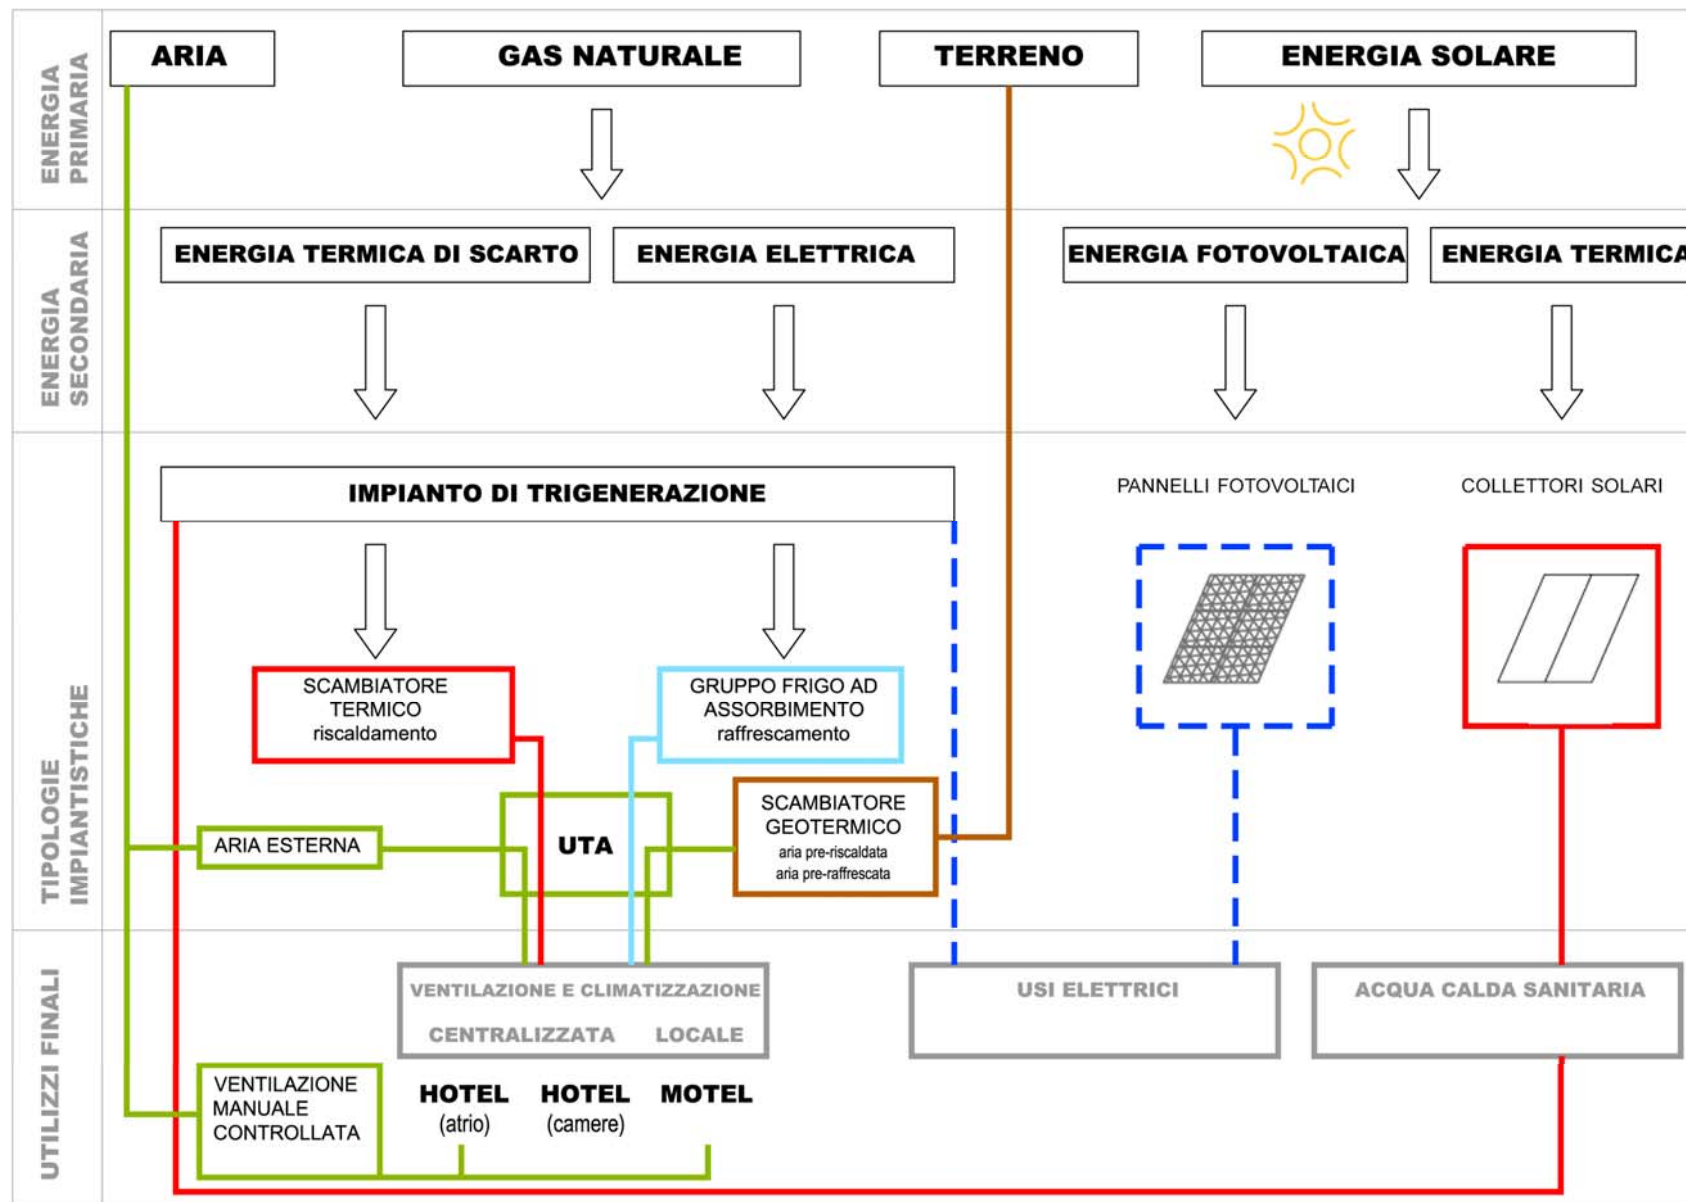 ENERGIA
PRIMARIA
ARIA
GAS NATURALE
TERRENO
ENERGIA SOLARE
ENERGIA
SECONDARIA
ENERGIA TERMICA DI SCARTO
ENERGIA ELETTRICA
ENERGIA FOTOVOLTAICA
ENERGIA TERMICA
TIPOLOGIE
IMPIANTISTICHE
IMPIANTO DI TRIGENERAZIONE
PANNELLI FOTOVOLTAICI
COLLETTORI SOLARI
SCAMBIATORE
TERMICO
riscaldamento
GRUPPO FRIGO AD
ASSORBIMENTO
raffrescamento
ARIA ESTERNA
UTA
SCAMBIATORE
GEOTERMICO
aria pre-riscaldata
aria pre-raffrescata
UTILIZZI FINALI
VENTILAZIONE E CLIMATIZZAZIONE
CENTRALIZZATA LOCALE
USI ELETTRICI
ACQUA CALDA SANITARIA
VENTILAZIONE
MANUALE
CONTROLLATA
HOTEL
(atrio)
HOTEL
(camere)
MOTEL